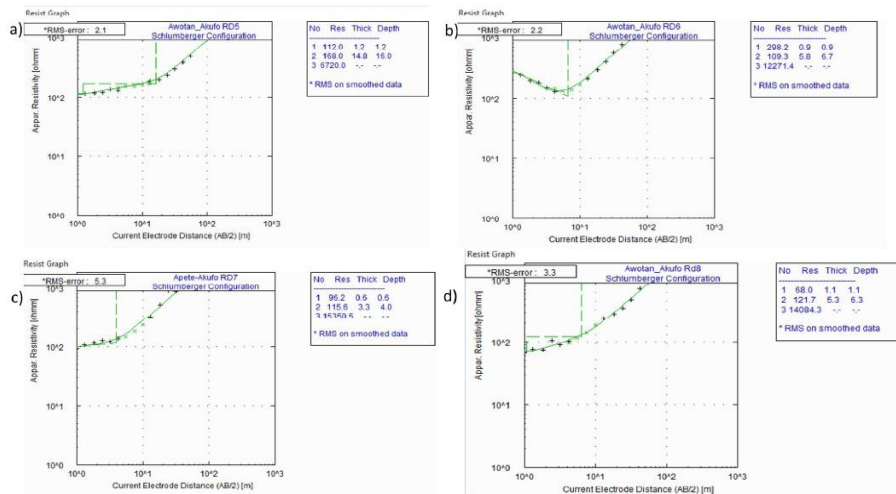 a)
Resist Graph
*RMS-error : 2.1
Awotan_Akufo RD5
Schlumberger Configuration
Appar. Resistivity [ohmm]
10^3
10^2
10^1
10^0
10^0 10^1 10^2 10^3
Current Electrode Distance (AB/2) [m]
No Res Thick Depth
1 112.0 1.2 1.2
2 168.0 14.8 16.0
3 6720.0 -.- -.-
* RMS on smoothed data
b)
Resist Graph
*RMS-error : 2.2
Awotan_Akufo RD6
Schlumberger Configuration
Appar. Resistivity [ohmm]
10^3
10^2
10^1
10^0
10^0 10^1 10^2 10^3
Current Electrode Distance (AB/2) [m]
No Res Thick Depth
1 298.2 0.9 0.9
2 109.3 5.8 6.7
3 12271.4 -.- -.-
* RMS on smoothed data
c)
Resist Graph
*RMS-error : 5.3
Apete-Akufo RD7
Schlumberger Configuration
Appar. Resistivity [ohmm]
10^3
10^2
10^1
10^0
10^0 10^1 10^2 10^3
Current Electrode Distance (AB/2) [m]
No Res Thick Depth
1 96.2 0.6 0.6
2 115.6 3.3 4.0
3 15350.5 -.- -.-
* RMS on smoothed data
d)
Resist Graph
*RMS-error : 3.3
Awotan_Akufo Rd8
Schlumberger Configuration
Appar. Resistivity [ohmm]
10^3
10^2
10^1
10^0
10^0 10^1 10^2 10^3
Current Electrode Distance (AB/2) [m]
No Res Thick Depth
1 68.0 1.1 1.1
2 121.7 5.3 6.3
3 14084.3 -.- -.-
* RMS on smoothed data